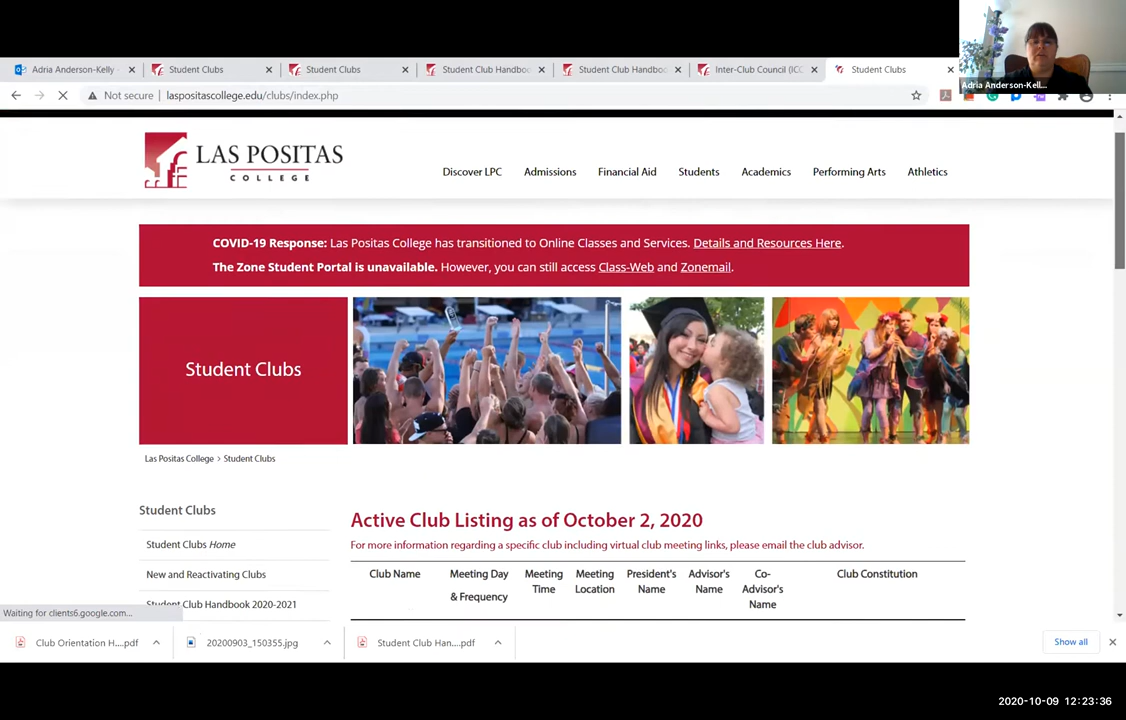 Adria Anderson-Kelly -
Student Clubs
Student Clubs
Student Club Handboo
Student Club Handboo
Inter-Club Council (ICC
Student Clubs
Adria Anderson-Kell...
Not secure | laspositascollege.edu/clubs/index.php
LAS POSITAS
COLLEGE
Discover LPC
Admissions
Financial Aid
Students
Academics
Performing Arts
Athletics
COVID-19 Response: Las Positas College has transitioned to Online Classes and Services. Details and Resources Here.
The Zone Student Portal is unavailable. However, you can still access Class-Web and Zonemail.
Student Clubs
Las Positas College > Student Clubs
Student Clubs
Student Clubs Home
New and Reactivating Clubs
Student Club Handbook 2020-2021
Active Club Listing as of October 2, 2020
For more information regarding a specific club including virtual club meeting links, please email the club advisor.
Club Name
Meeting Day
& Frequency
Meeting
Time
Meeting
Location
President's
Name
Advisor's
Name
Co-
Advisor's
Name
Club Constitution
Waiting for clients6.google.com...
Club Orientation H....pdf
20200903_150355.jpg
Student Club Han....pdf
Show all
2020-10-09 12:23:36